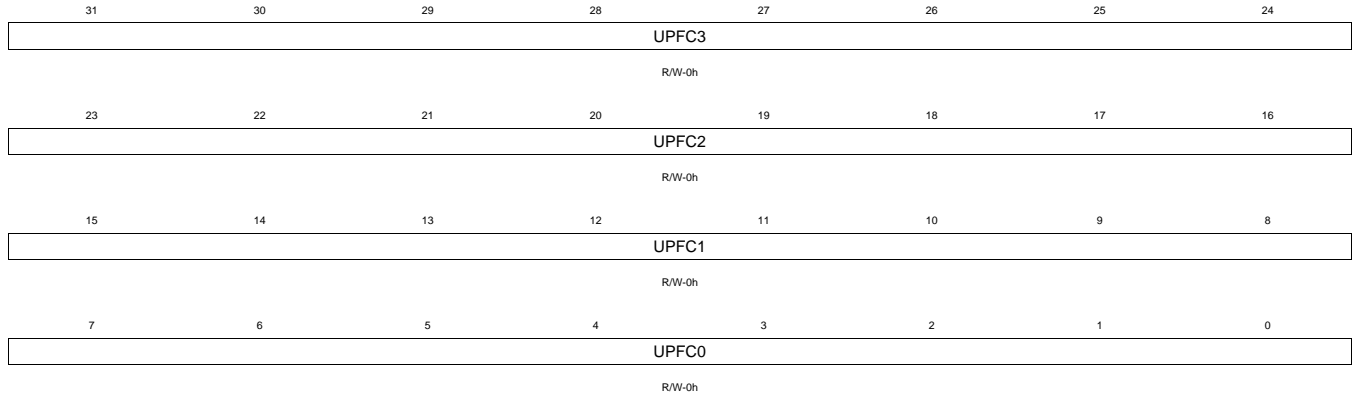 31 30 29 28 27 26 25 24
UPFC3
R/W-0h
23 22 21 20 19 18 17 16
UPFC2
R/W-0h
15 14 13 12 11 10 9 8
UPFC1
R/W-0h
7 6 5 4 3 2 1 0
UPFC0
R/W-0h